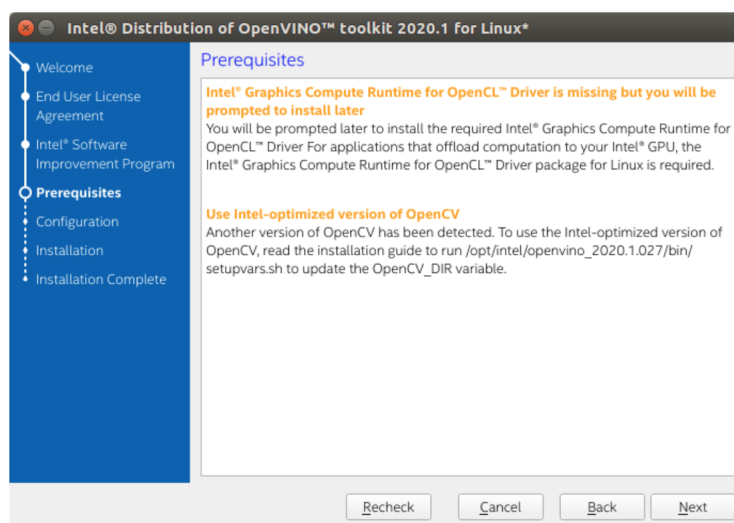 Intel® Distribution of OpenVINO™ toolkit 2020.1 for Linux*
Welcome
End User License
Agreement
Intel® Software
Improvement Program
Prerequisites
Configuration
Installation
Installation Complete
Prerequisites
Intel® Graphics Compute Runtime for OpenCL™ Driver is missing but you will be
prompted to install later
You will be prompted later to install the required Intel® Graphics Compute Runtime for
OpenCL™ Driver For applications that offload computation to your Intel® GPU, the
Intel® Graphics Compute Runtime for OpenCL™ Driver package for Linux is required.
Use Intel-optimized version of OpenCV
Another version of OpenCV has been detected. To use the Intel-optimized version of
OpenCV, read the installation guide to run /opt/intel/openvino_2020.1.027/bin/
setupvars.sh to update the OpenCV_DIR variable.
Recheck
Cancel
Back
Next